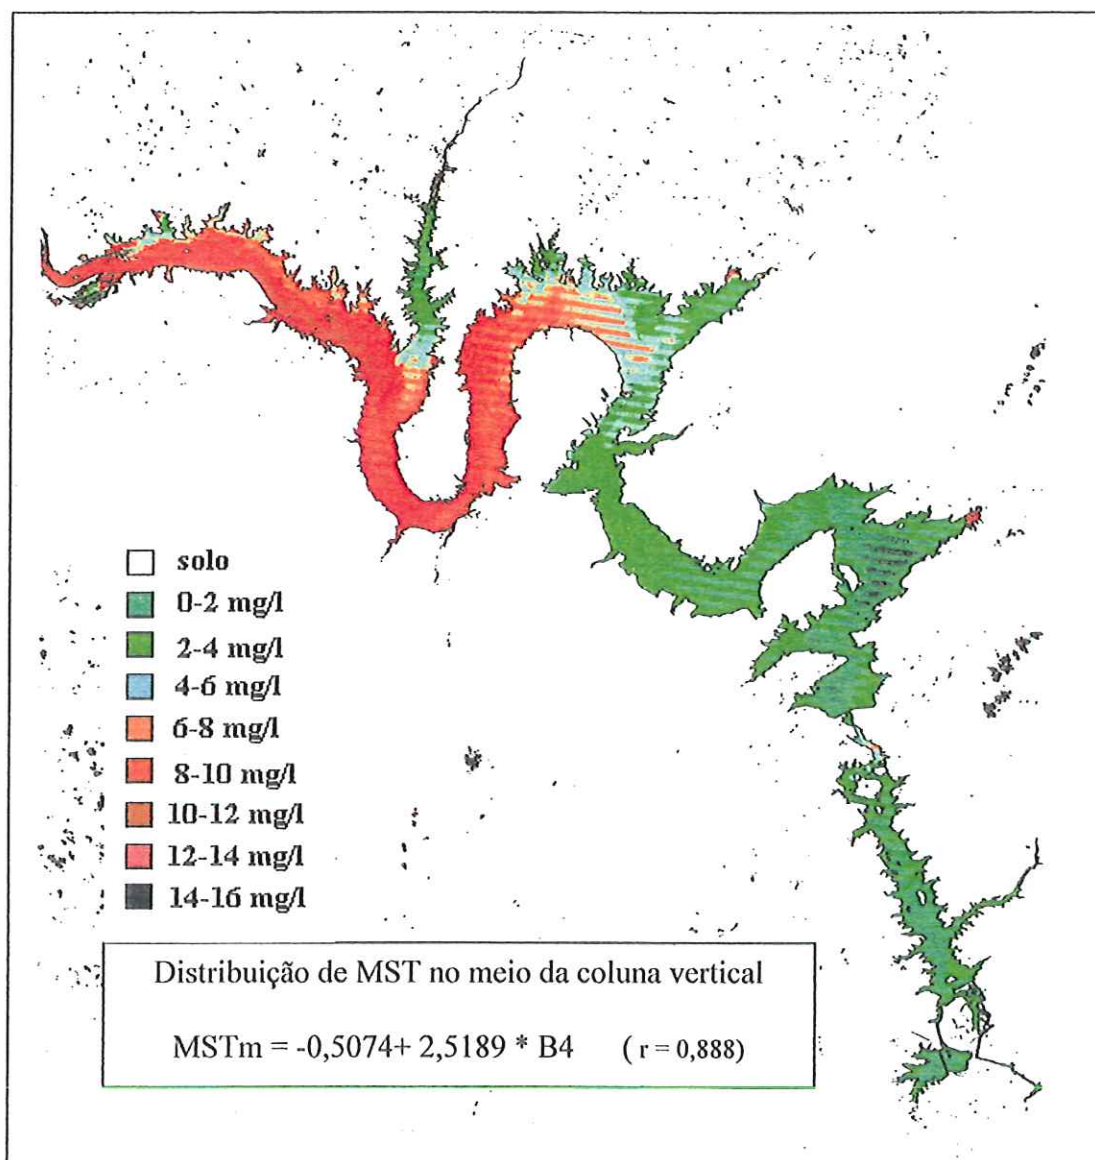 solo
0-2 mg/l
2-4 mg/l
4-6 mg/l
6-8 mg/l
8-10 mg/l
10-12 mg/l
12-14 mg/l
14-16 mg/l
Distribuição de MST no meio da coluna vertical
MSTm = -0,5074+ 2,5189 * B4 ( r = 0,888)